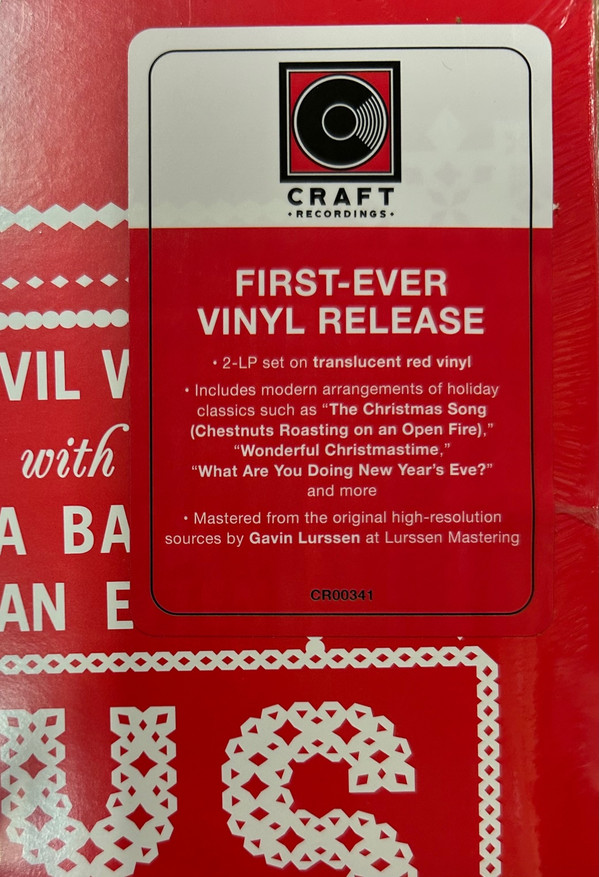 CRAFT
•RECORDINGS•
FIRST-EVER
VINYL RELEASE
• 2-LP set on translucent red vinyl
• Includes modern arrangements of holiday
classics such as “The Christmas Song
(Chestnuts Roasting on an Open Fire),”
“Wonderful Christmastime,”
“What Are You Doing New Year’s Eve?”
and more
• Mastered from the original high-resolution
sources by Gavin Lurssen at Lurssen Mastering
CR00341
VIL
with
A BA
AN E
US